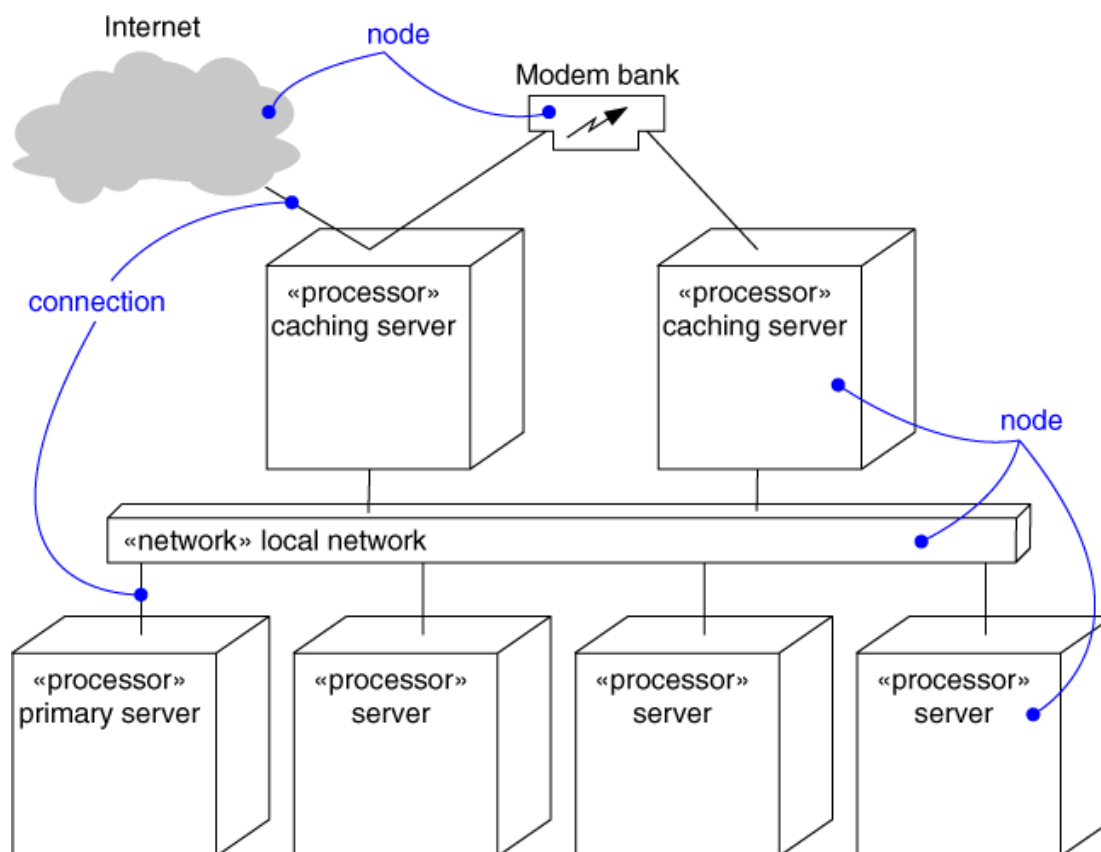 Internet
node
Modem bank
«processor»
caching server
«processor»
caching server
connection
node
«network» local network
«processor»
primary server
«processor»
server
«processor»
server
«processor»
server